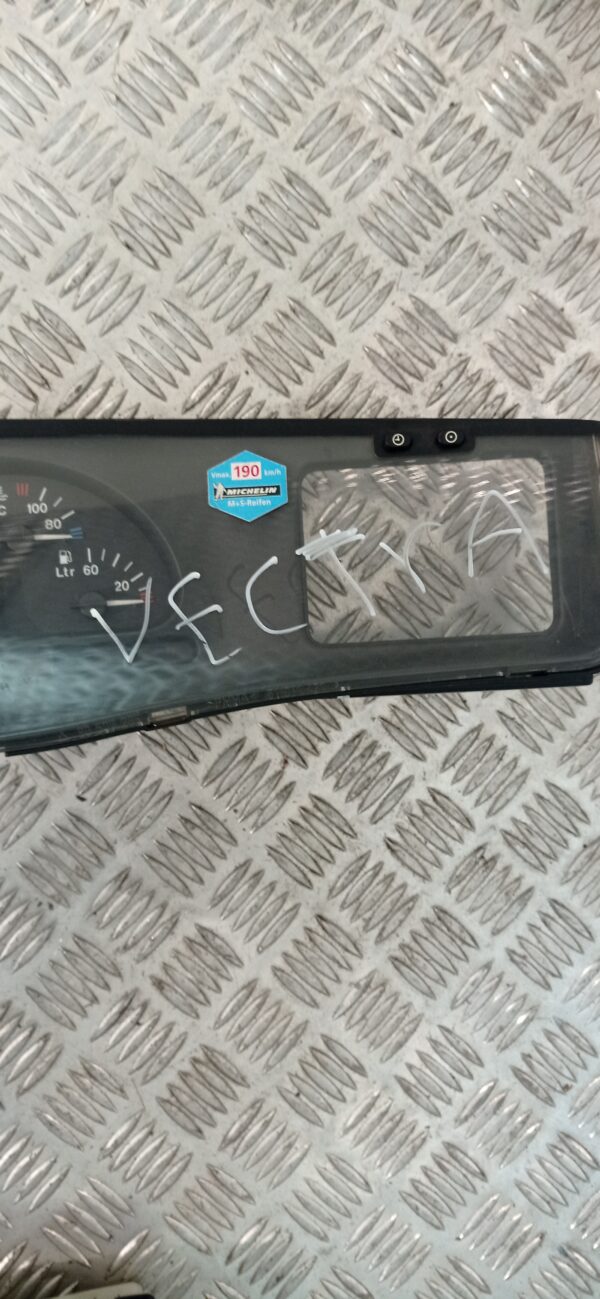 C 100
80
Ltr 60
20
Vmax. 190 km/h
MICHELIN
M+S-Reifen
VECTrA